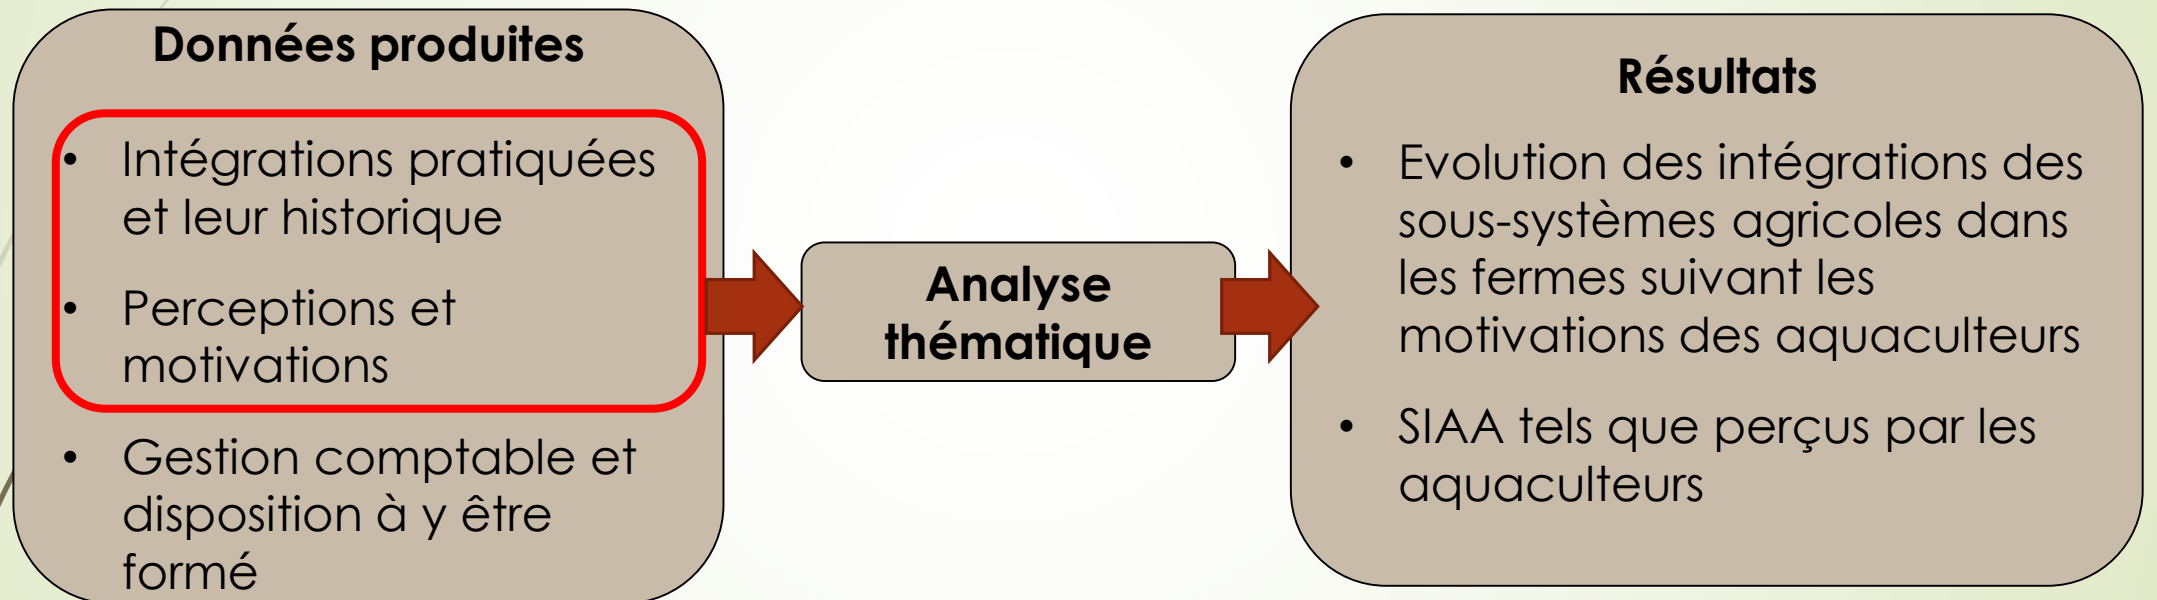 Données produites
• Intégrations pratiquées
et leur historique
• Perceptions et
motivations
• Gestion comptable et
disposition à y être
formé
Analyse
thématique
Résultats
• Evolution des intégrations des
sous-systèmes agricoles dans
les fermes suivant les
motivations des aquaculteurs
• SIAA tels que perçus par les
aquaculteurs